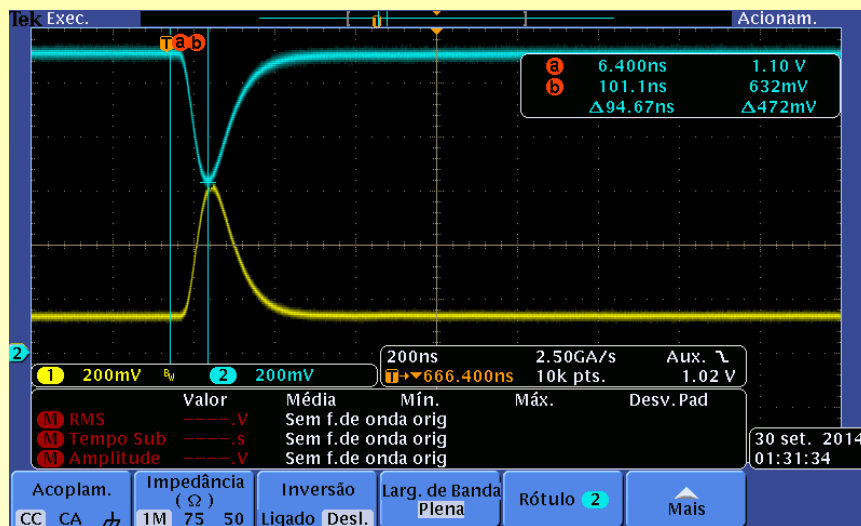 Tek Exec. Acionam.
T a b
a 6.400ns 1.10 V
b 101.1ns 632mV
Δ94.67ns Δ472mV
2
1 200mV BW 2 200mV
200ns 2.50GA/s Aux.
T→▼666.400ns 10k pts. 1.02 V
Valor Média Mín. Máx. Desv.Pad
M RMS ----.V Sem f.de onda orig
M Tempo Sub ----.s Sem f.de onda orig
M Amplitude ----.V Sem f.de onda orig
30 set. 2014
01:31:34
Acoplam.
CC CA
Impedância
(Ω)
1M 75 50
Inversão
Ligado Desl.
Larg. de Banda
Plena
Rótulo 2
Mais